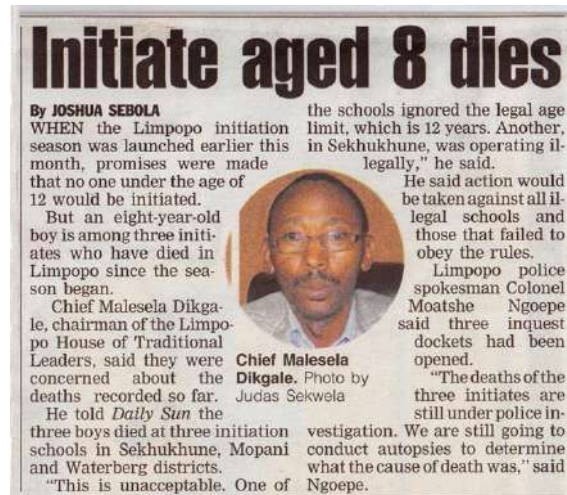 Initiate aged 8 dies
By JOSHUA SEBOLA
WHEN the Limpopo initiation
season was launched earlier this
month, promises were made
that no one under the age of
12 would be initiated.
But an eight-year-old
boy is among three initi-
ates who have died in
Limpopo since the sea-
son began.
Chief Malesela Dikga-
le, chairman of the Limpo-
po House of Traditional
Leaders, said they were
concerned about the
deaths recorded so far.
He told Daily Sun the
three boys died at three initiation
schools in Sekhukhune, Mopani
and Waterberg districts.
"This is unacceptable. One of
the schools ignored the legal age
limit, which is 12 years. Another,
in Sekhukhune, was operating il-
legally," he said.
He said action would
be taken against all il-
legal schools and
those that failed to
obey the rules.
Limpopo police
spokesman Colonel
Moatshe Ngoepe
said three inquest
dockets had been
opened.
"The deaths of the
three initiates are
still under police in-
vestigation. We are still going to
conduct autopsies to determine
what the cause of death was," said
Ngoepe.
Chief Malesela
Dikgale. Photo by
Judas Sekwela